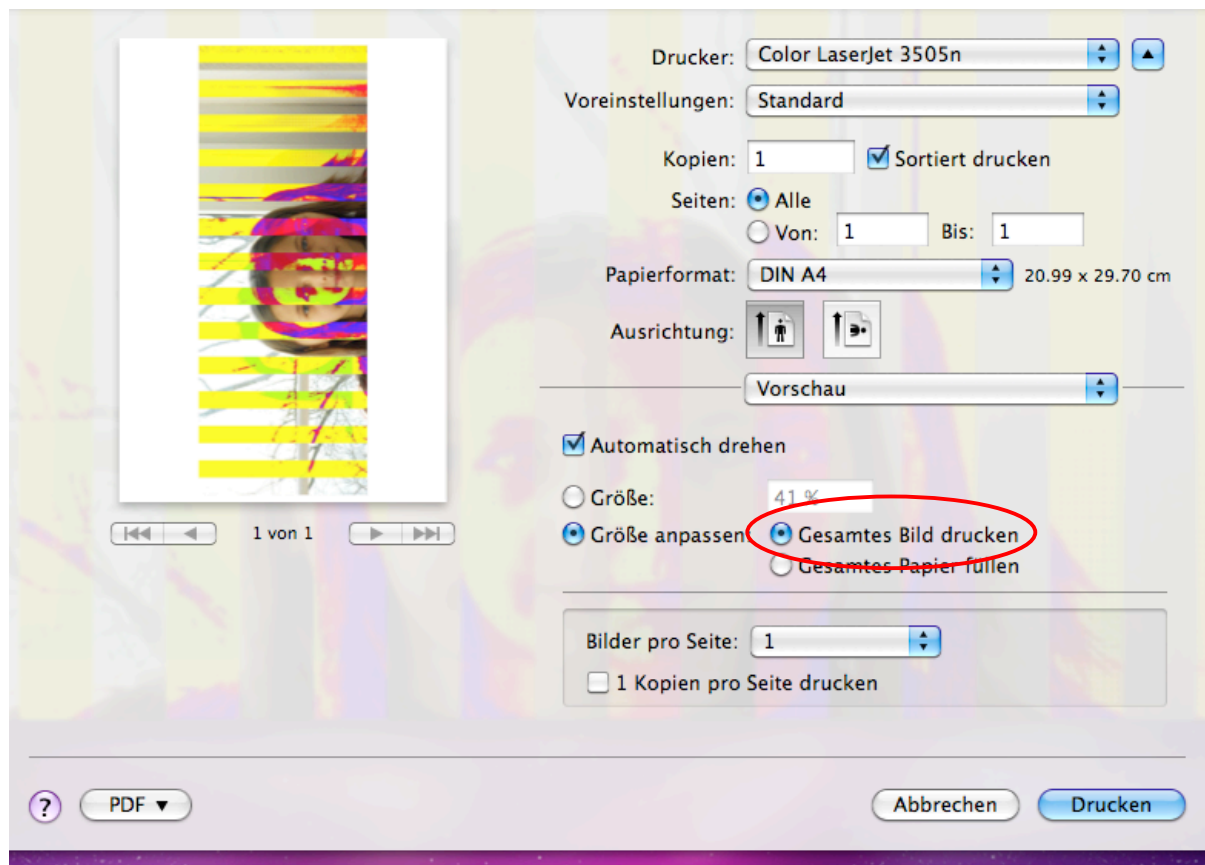 Drucker: Color LaserJet 3505n
Voreinstellungen: Standard
Kopien: 1 Sortiert drucken
Seiten: Alle
Von: 1 Bis: 1
Papierformat: DIN A4 20.99 x 29.70 cm
Ausrichtung:
Vorschau
Automatisch drehen
Größe: 41 %
Größe anpassen: Gesamtes Bild drucken
Gesamtes Papier füllen
1 von 1
Bilder pro Seite: 1
1 Kopien pro Seite drucken
? PDF Abbrechen Drucken